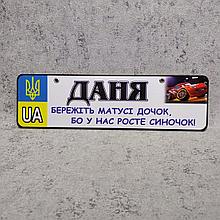 ДАНЯ
БЕРЕЖІТЬ МАТУСІ ДОЧОК,
UA БО У НАС РОСТЕ СИНОЧОК!